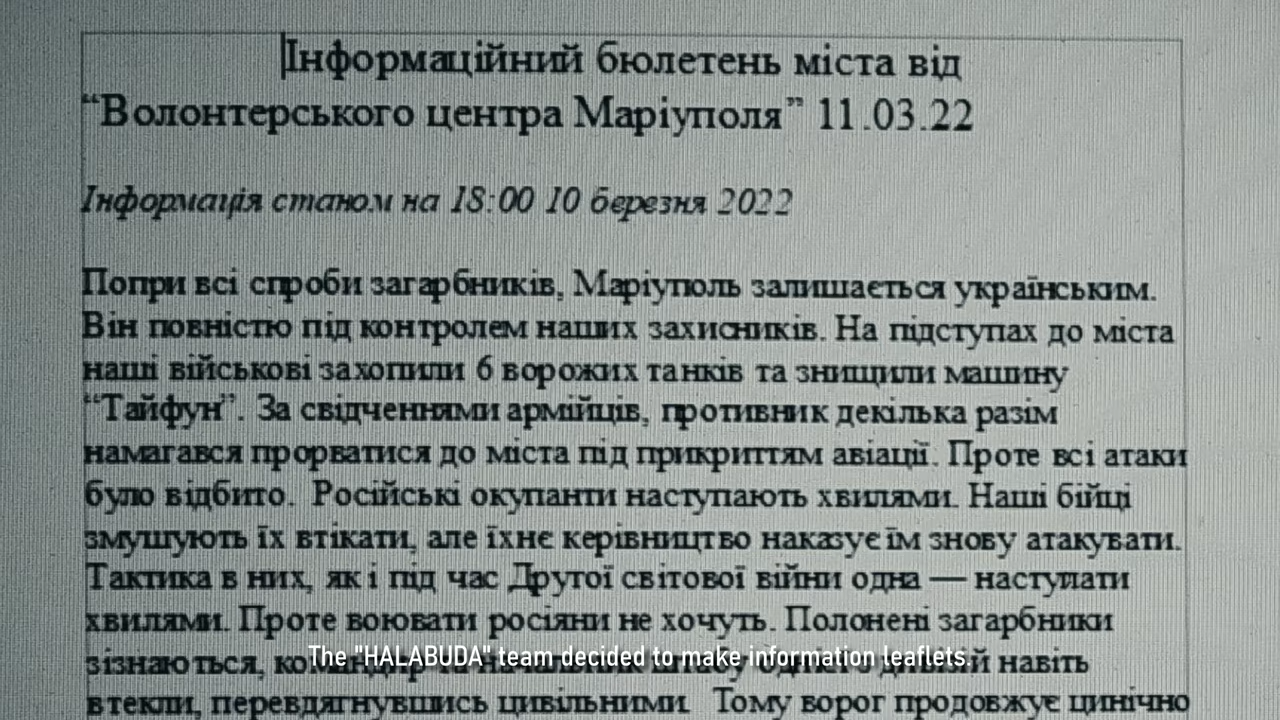 Інформаційний бюлетень міста від
“Волонтерського центра Маріуполя” 11.03.22
Інформація станом на 18:00 10 березня 2022
Попри всі спроби загарбників, Маріуполь залишається українським.
Він повністю під контролем наших захисників. На підступах до міста
наші військові захопили 6 ворожих танків та знищили машину
“Тайфун”. За свідченнями армійців, противник декілька разім
намагався прорватися до міста під прикриттям авіації. Проте всі атаки
було відбито. Російські окупанти наступають хвилями. Наші бійці
змушують їх втікати, але їхнє керівництво наказує їм знову атакувати.
Тактика в них, як і під час Другої світової війни одна — наступати
хвилями. Проте воювати росіяни не хочуть. Полонені загарбники
зізнаються, навіть
The "HALABUDA" team decided to make information leaflets.
втекли, перевдягнувшись цивільними. Тому ворог продовжує цинічно